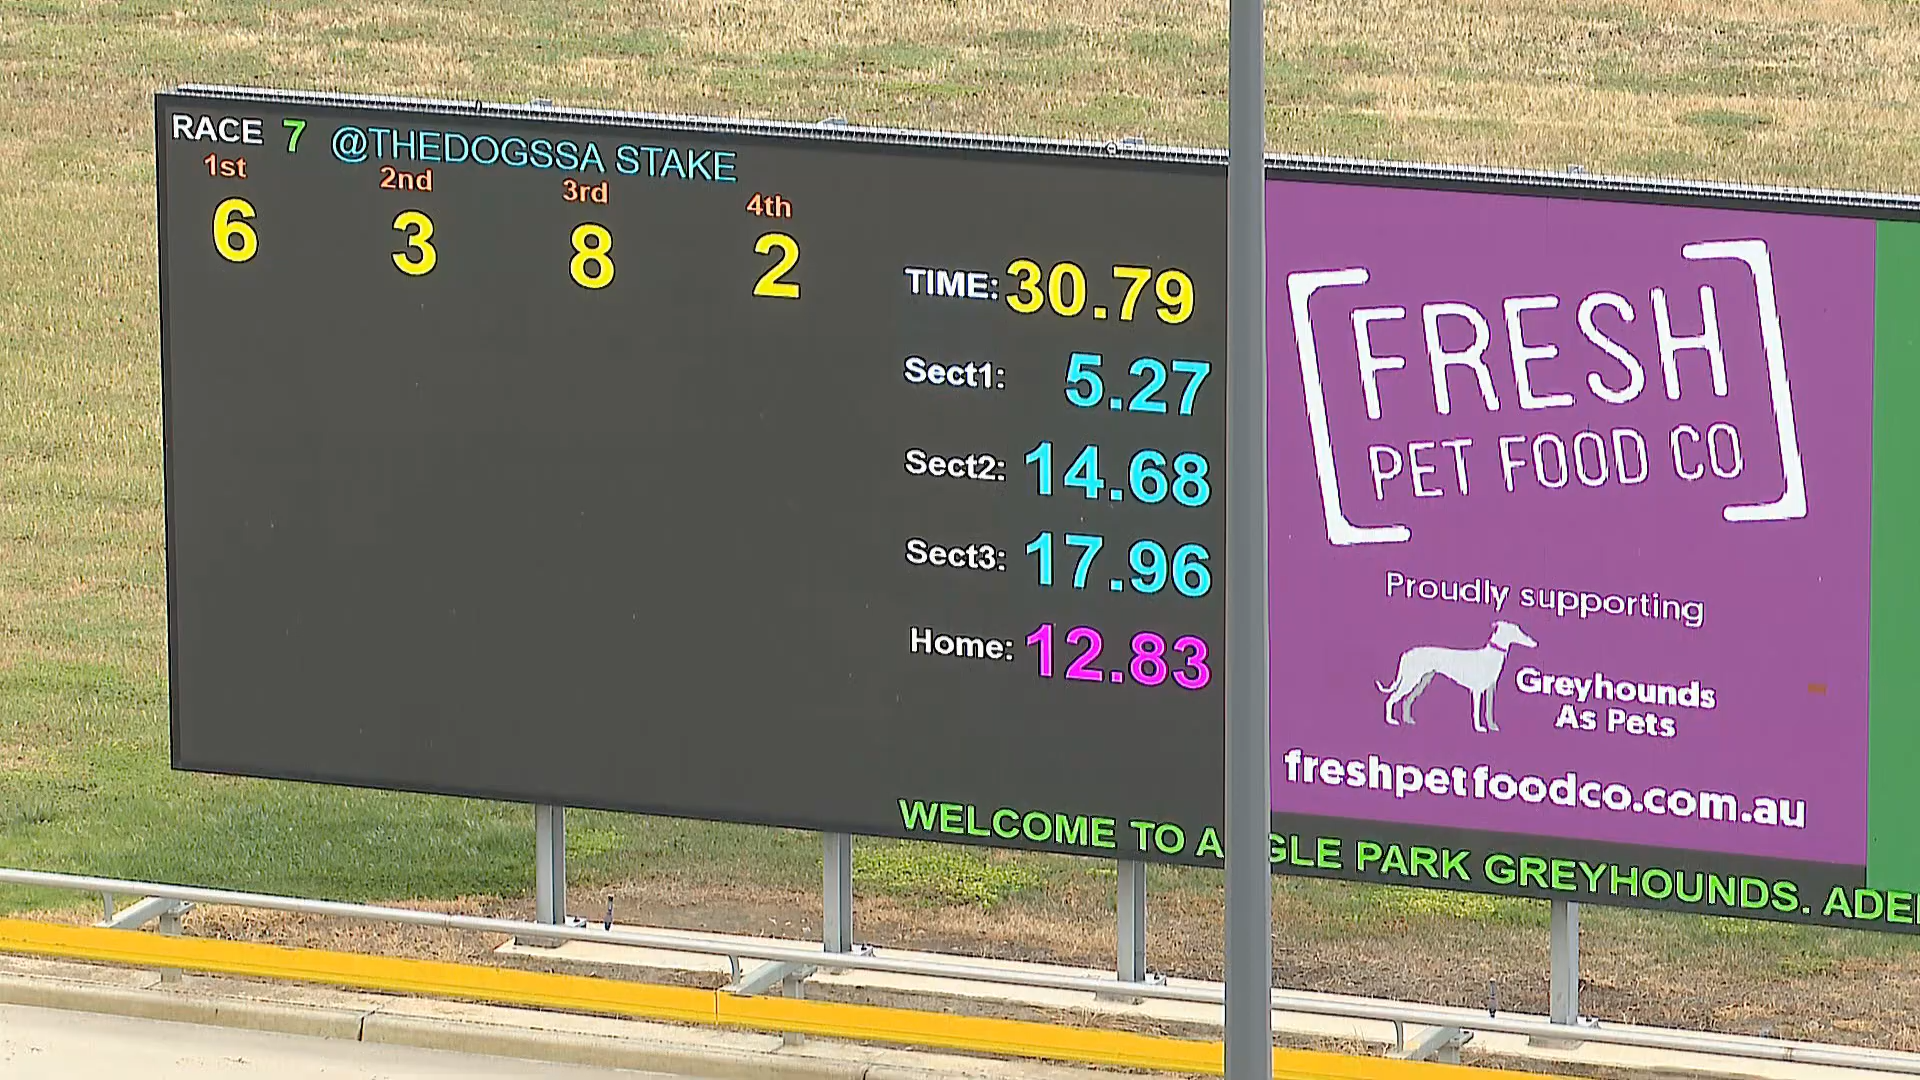 RACE 7 @THEDOGSSA STAKE
1st 2nd 3rd 4th
6 3 8 2
TIME: 30.79
Sect1: 5.27
Sect2: 14.68
Sect3: 17.96
Home: 12.83
FRESH
PET FOOD CO
Proudly supporting
Greyhounds
As Pets
freshpetfoodco.com.au
WELCOME TO A GLE PARK GREYHOUNDS. ADE